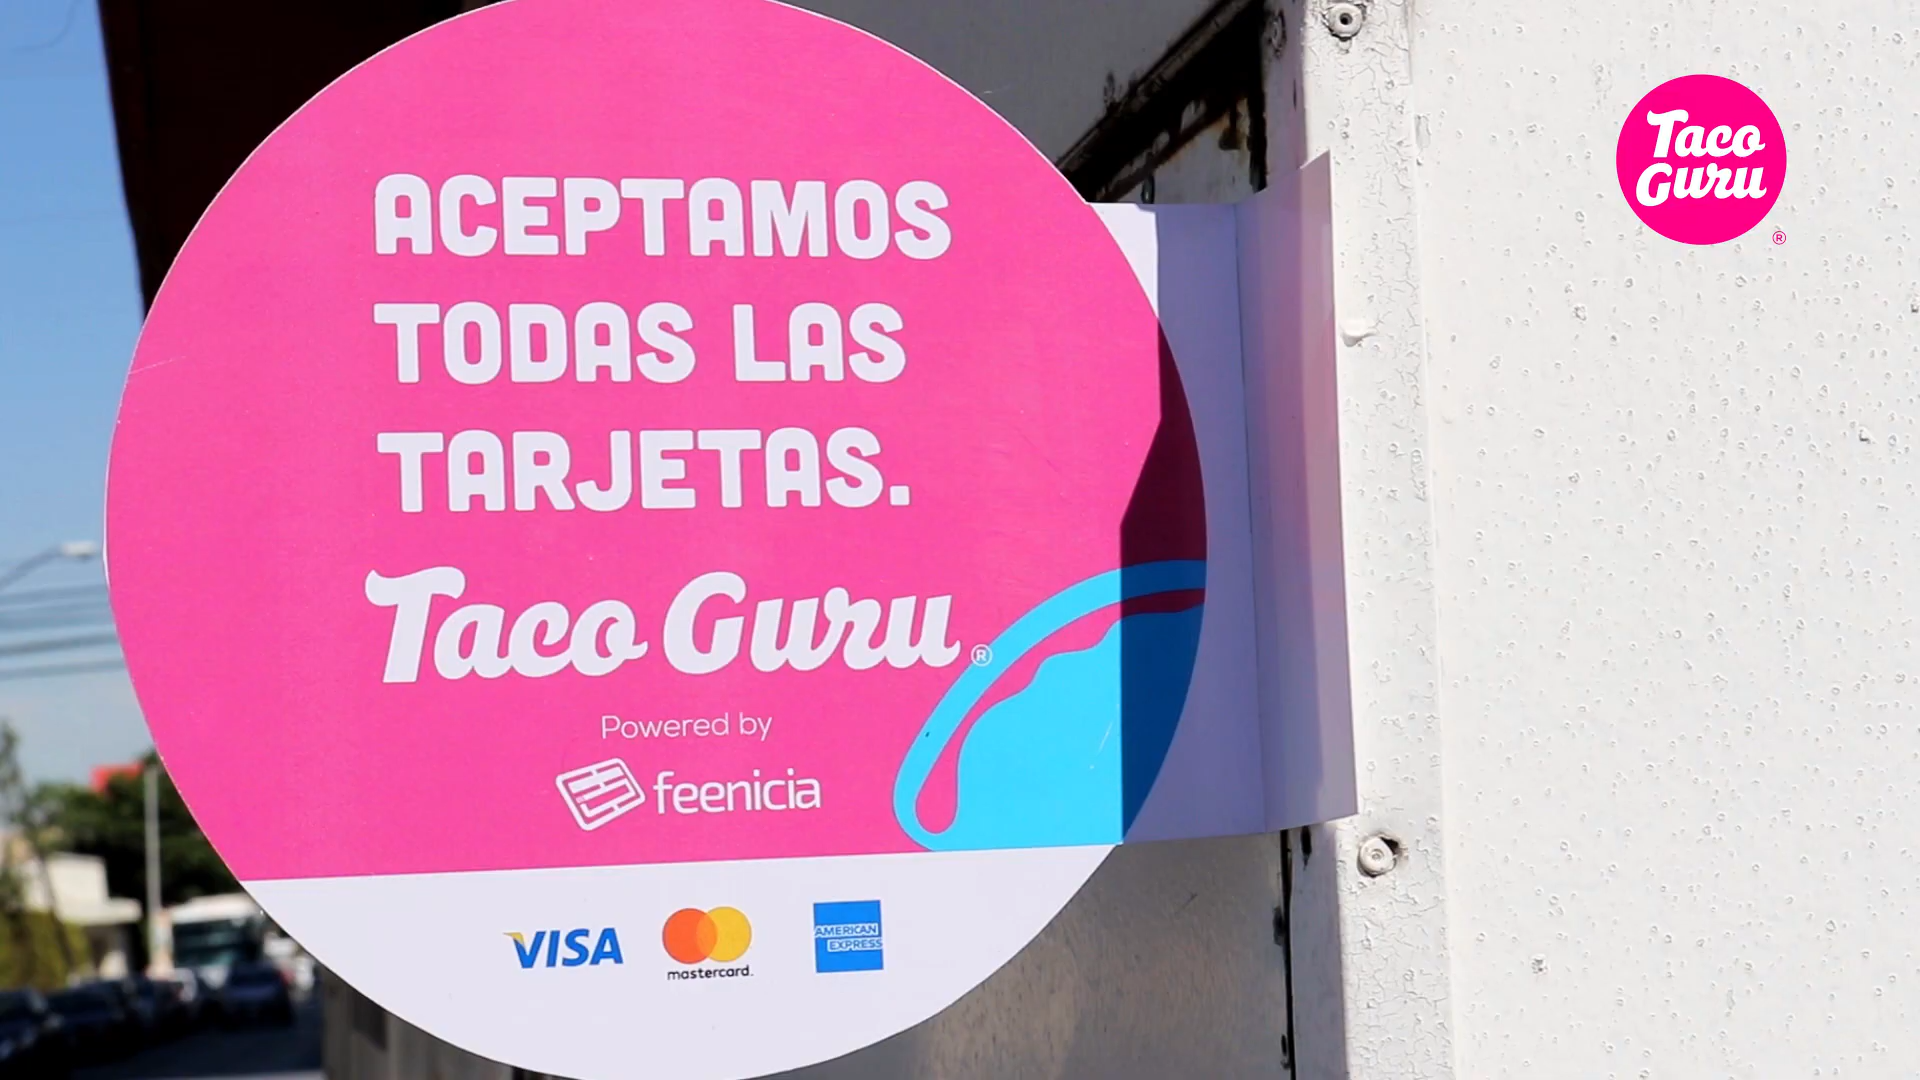 ACEPTAMOS
TODAS LAS
TARJETAS.
Taco Guru®
Powered by
feenicia
VISA
mastercard.
AMERICAN
EXPRESS
Taco
Guru
®